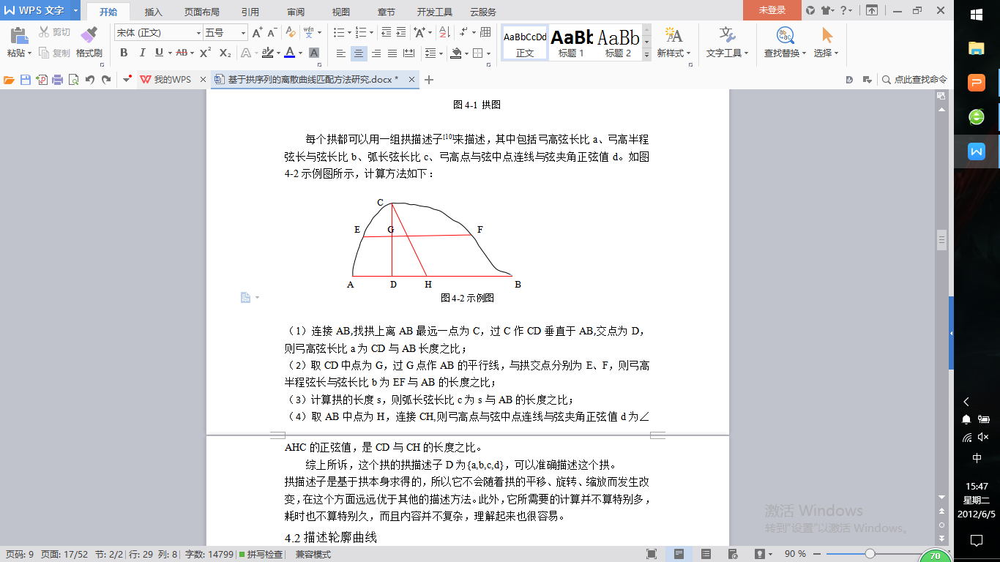 WPS 文字
开始
插入
页面布局
引用
审阅
视图
章节
开发工具
云服务
未登录
粘贴
剪切
复制
格式刷
宋体 (正文)
五号
AaBbCcDd
正文
AaBb
标题 1
AaBb
标题 2
新样式
文字工具
查找替换
选择
我的WPS
基于拱序列的离散曲线匹配方法研究.docx *
点此查找命令
图 4-1 拱图
每个拱都可以用一组拱描述子[10]来描述，其中包括弓高弦长比 a、弓高半程
弦长与弦长比 b、弧长弦长比 c、弓高点与弦中点连线与弦夹角正弦值 d。如图
4-2 示例图所示，计算方法如下：
C
E
G
F
A
D
H
B
图 4-2 示例图
（1）连接 AB,找拱上离 AB 最远一点为 C，过 C 作 CD 垂直于 AB,交点为 D，
则弓高弦长比 a 为 CD 与 AB 长度之比；
（2）取 CD 中点为 G，过 G 点作 AB 的平行线，与拱交点分别为 E、F，则弓高
半程弦长与弦长比 b 为 EF 与 AB 的长度之比；
（3）计算拱的长度 s，则弧长弦长比 c 为 s 与 AB 的长度之比；
（4）取 AB 中点为 H，连接 CH,则弓高点与弦中点连线与弦夹角正弦值 d 为∠
AHC 的正弦值，是 CD 与 CH 的长度之比。
综上所诉，这个拱的拱描述子 D 为{a,b,c,d}，可以准确描述这个拱。
拱描述子是基于拱本身求得的，所以它不会随着拱的平移、旋转、缩放而发生改
变，在这个方面远远优于其他的描述方法。此外，它所需要的计算并不算特别多，
耗时也不算特别久，而且内容并不复杂，理解起来也很容易。
4.2 描述轮廓曲线
激活 Windows
转到"设置"以激活 Windows。
页码: 9
页面: 17/52
节: 2/2
行: 29
列: 8
字数: 14799
拼写检查
兼容模式
90 %
70
中
15:47
星期二
2012/6/5